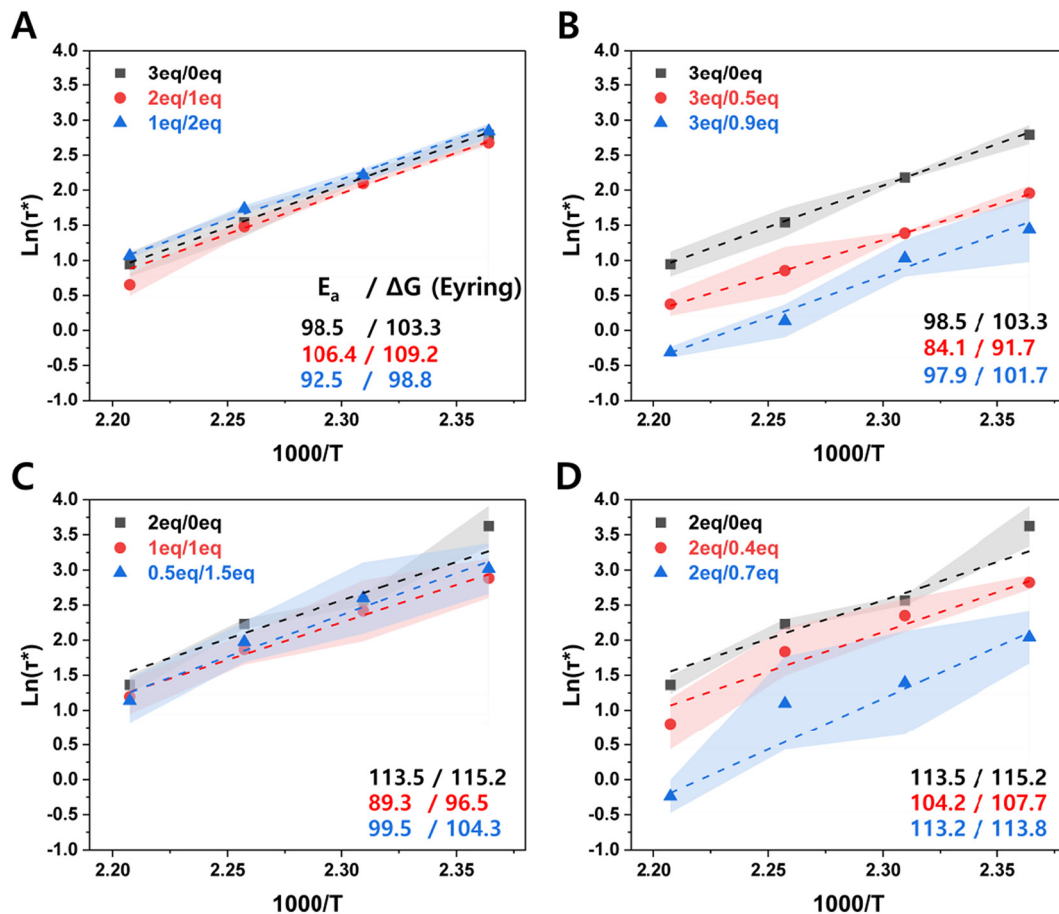 A
4.0
3.5
3.0
2.5
2.0
1.5
1.0
0.5
0.0
-0.5
-1.0
Ln(τ*)
3eq/0eq
2eq/1eq
1eq/2eq
Eₐ / ΔG (Eyring)
98.5 / 103.3
106.4 / 109.2
92.5 / 98.8
2.20 2.25 2.30 2.35
1000/T
B
4.0
3.5
3.0
2.5
2.0
1.5
1.0
0.5
0.0
-0.5
-1.0
Ln(τ*)
3eq/0eq
3eq/0.5eq
3eq/0.9eq
98.5 / 103.3
84.1 / 91.7
97.9 / 101.7
2.20 2.25 2.30 2.35
1000/T
C
4.0
3.5
3.0
2.5
2.0
1.5
1.0
0.5
0.0
-0.5
-1.0
Ln(τ*)
2eq/0eq
1eq/1eq
0.5eq/1.5eq
113.5 / 115.2
89.3 / 96.5
99.5 / 104.3
2.20 2.25 2.30 2.35
1000/T
D
4.0
3.5
3.0
2.5
2.0
1.5
1.0
0.5
0.0
-0.5
-1.0
Ln(τ*)
2eq/0eq
2eq/0.4eq
2eq/0.7eq
113.5 / 115.2
104.2 / 107.7
113.2 / 113.8
2.20 2.25 2.30 2.35
1000/T